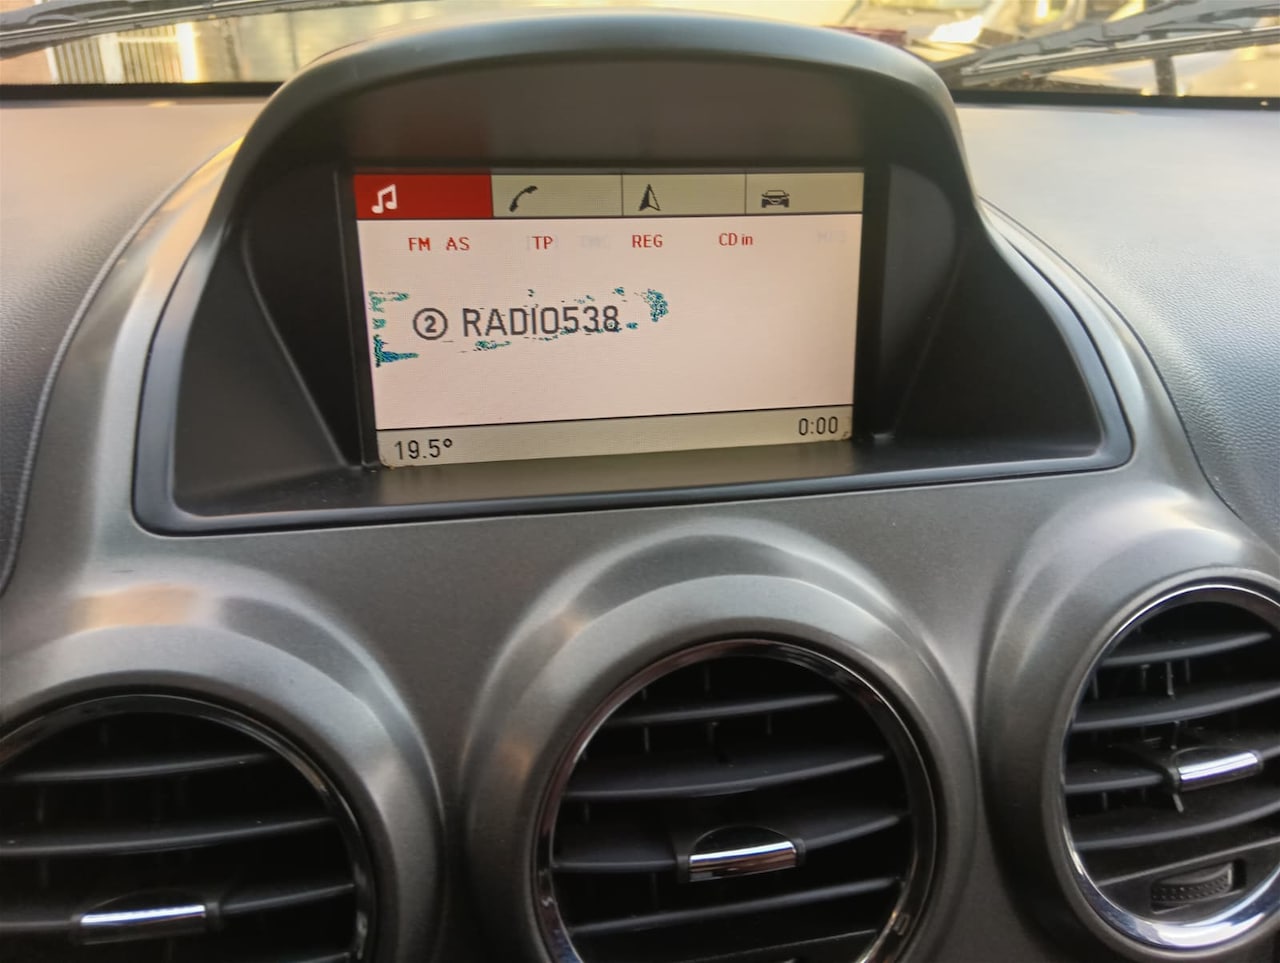 FM AS TP REG CD in
2 RADIO538
19.5° 0:00